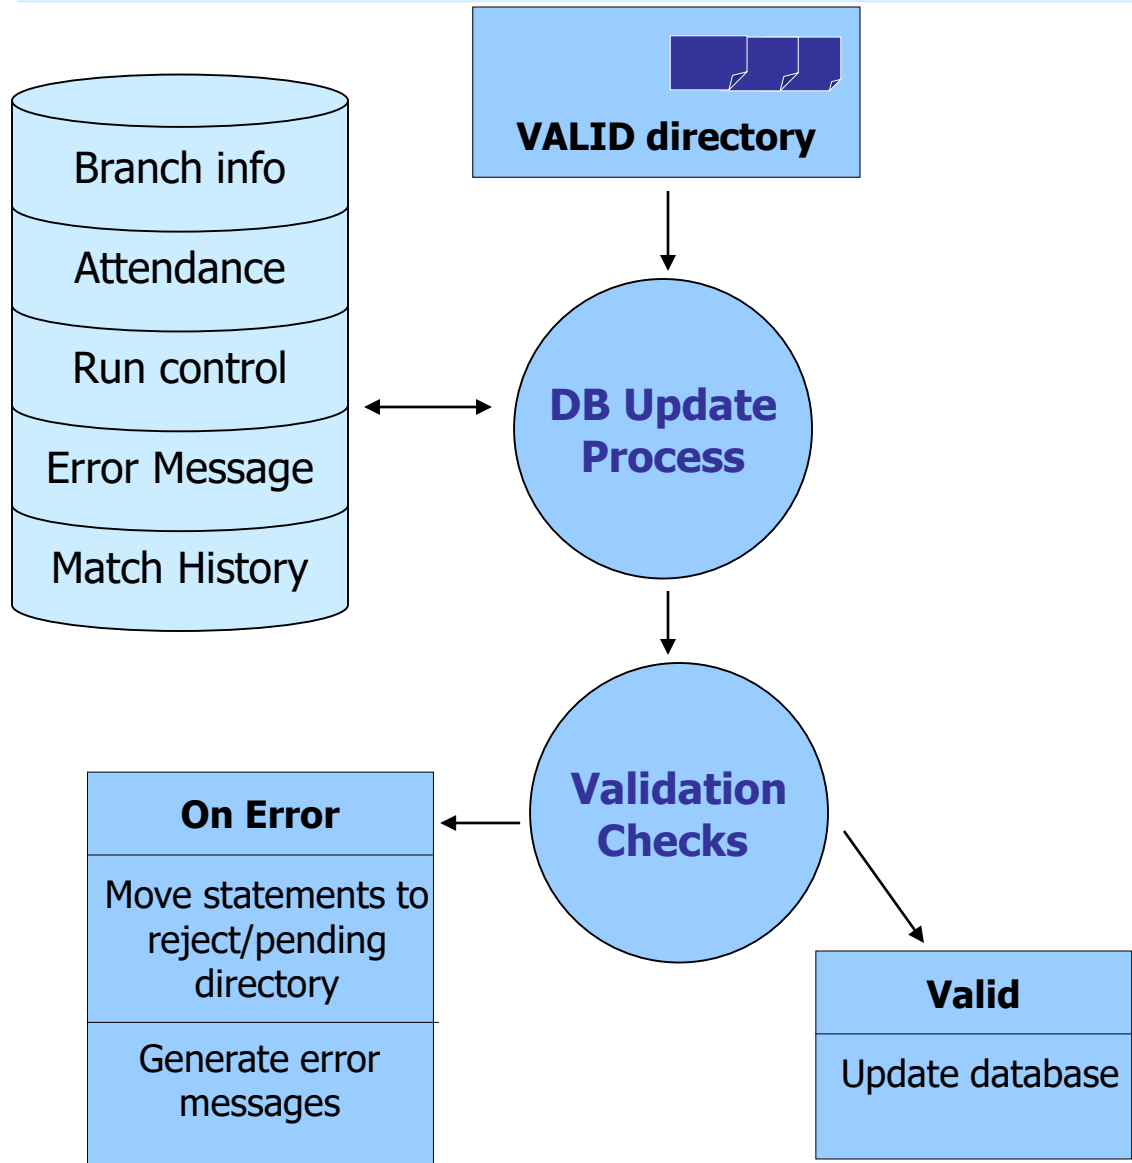 VALID directory
Branch info
Attendance
Run control
Error Message
Match History
DB Update
Process
Validation
Checks
On Error
Move statements to
reject/pending
directory
Generate error
messages
Valid
Update database